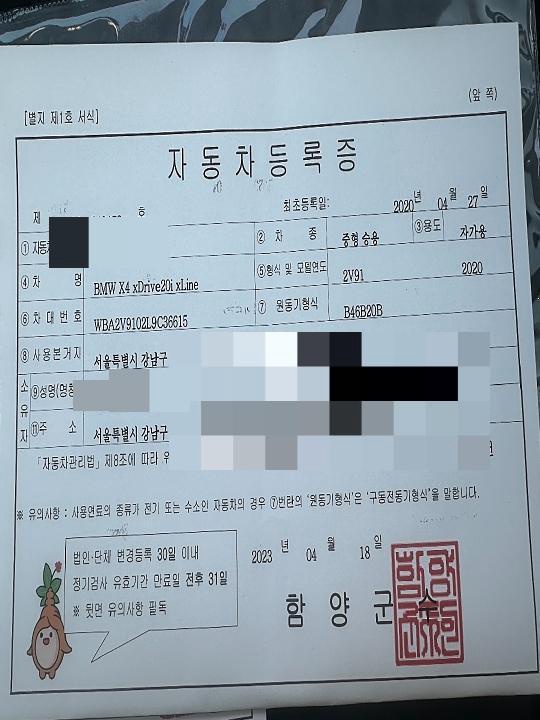 [별지 제1호 서식]
(앞 쪽)
자동차등록증
제 호
최초등록일: 2020년 04월 27일
① 자동차
② 차 종 중형 승용 ③용도 자가용
④ 차 명 BMW X4 xDrive20i xLine
⑤형식 및 모델연도 2V91 2020
⑥ 차 대 번 호 WBA2V9102L9C36615
⑦ 원동기형식 B46B20B
⑧ 사용본거지 서울특별시 강남구
소유자
⑨성명(명칭
⑪주 소 서울특별시 강남구
「자동차관리법」 제8조에 따라
※ 유의사항 : 사용연료의 종류가 전기 또는 수소인 자동차의 경우 ⑦번란의 '원동기형식'은 '구동전동기형식'을 말합니다.
법인·단체 변경등록 30일 이내
정기검사 유효기간 만료일 전후 31일
※ 뒷면 유의사항 필독
2023 년 04 월 18 일
함 양 군 수